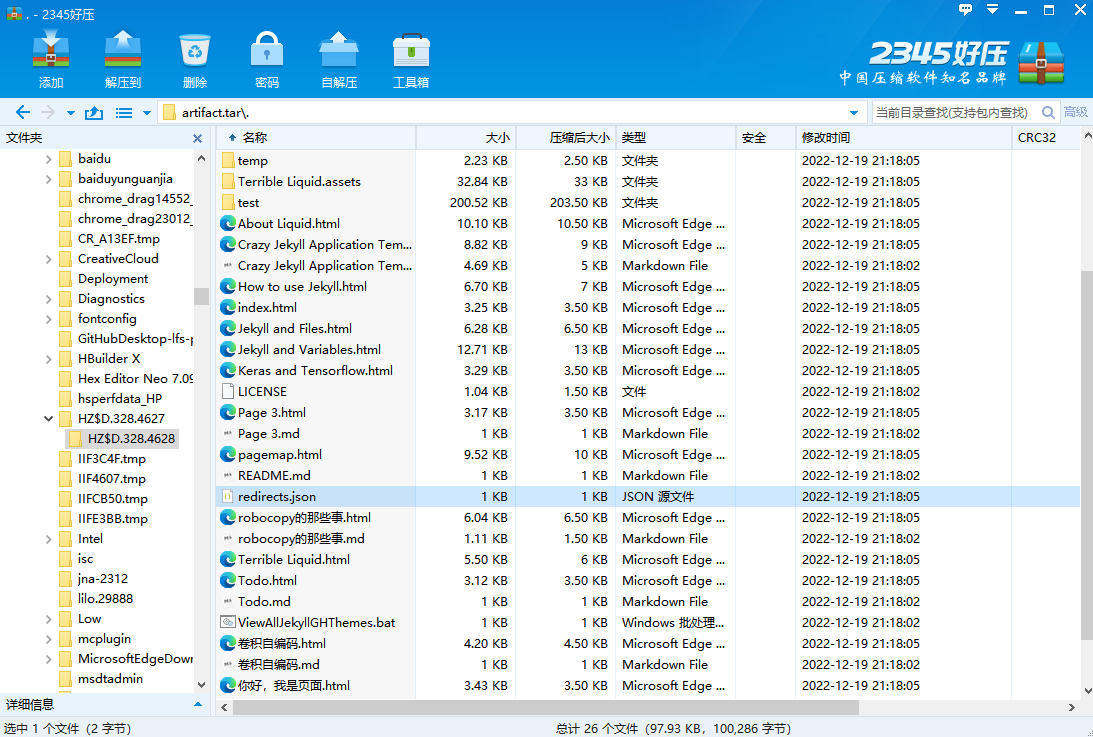 . - 2345好压
添加 解压到 删除 密码 自解压 工具箱
2345好压
中国压缩软件知名品牌
artifact.tar\. 当前目录查找(支持包内查找) 高级
文件夹
baidu
baiduyunguanjia
chrome_drag14552_
chrome_drag23012_
CR_A13EF.tmp
CreativeCloud
Deployment
Diagnostics
fontconfig
GitHubDesktop-lfs-p
HBuilder X
Hex Editor Neo 7.09
hsperfdata_HP
HZ$D.328.4627
HZ$D.328.4628
IIF3C4F.tmp
IIF4607.tmp
IIFCB50.tmp
IIFE3BB.tmp
Intel
isc
jna-2312
lilo.29888
Low
mcplugin
MicrosoftEdgeDown
msdtadmin
详细信息
名称 大小 压缩后大小 类型 安全 修改时间 CRC32
temp 2.23 KB 2.50 KB 文件夹 2022-12-19 21:18:05
Terrible Liquid.assets 32.84 KB 33 KB 文件夹 2022-12-19 21:18:05
test 200.52 KB 203.50 KB 文件夹 2022-12-19 21:18:05
About Liquid.html 10.10 KB 10.50 KB Microsoft Edge ... 2022-12-19 21:18:05
Crazy Jekyll Application Tem... 8.82 KB 9 KB Microsoft Edge ... 2022-12-19 21:18:05
Crazy Jekyll Application Tem... 4.69 KB 5 KB Markdown File 2022-12-19 21:18:02
How to use Jekyll.html 6.70 KB 7 KB Microsoft Edge ... 2022-12-19 21:18:05
index.html 3.25 KB 3.50 KB Microsoft Edge ... 2022-12-19 21:18:05
Jekyll and Files.html 6.28 KB 6.50 KB Microsoft Edge ... 2022-12-19 21:18:05
Jekyll and Variables.html 12.71 KB 13 KB Microsoft Edge ... 2022-12-19 21:18:05
Keras and Tensorflow.html 3.29 KB 3.50 KB Microsoft Edge ... 2022-12-19 21:18:05
LICENSE 1.04 KB 1.50 KB 文件 2022-12-19 21:18:02
Page 3.html 3.17 KB 3.50 KB Microsoft Edge ... 2022-12-19 21:18:05
Page 3.md 1 KB 1 KB Markdown File 2022-12-19 21:18:02
pagemap.html 9.52 KB 10 KB Microsoft Edge ... 2022-12-19 21:18:05
README.md 1 KB 1 KB Markdown File 2022-12-19 21:18:02
redirects.json 1 KB 1 KB JSON 源文件 2022-12-19 21:18:05
robocopy的那些事.html 6.04 KB 6.50 KB Microsoft Edge ... 2022-12-19 21:18:05
robocopy的那些事.md 1.11 KB 1.50 KB Markdown File 2022-12-19 21:18:02
Terrible Liquid.html 5.50 KB 6 KB Microsoft Edge ... 2022-12-19 21:18:05
Todo.html 3.12 KB 3.50 KB Microsoft Edge ... 2022-12-19 21:18:05
Todo.md 1 KB 1 KB Markdown File 2022-12-19 21:18:02
ViewAllJekyllGHThemes.bat 1 KB 1 KB Windows 批处理... 2022-12-19 21:18:02
卷积自编码.html 4.20 KB 4.50 KB Microsoft Edge ... 2022-12-19 21:18:05
卷积自编码.md 1 KB 1 KB Markdown File 2022-12-19 21:18:02
你好，我是页面.html 3.43 KB 3.50 KB Microsoft Edge ... 2022-12-19 21:18:05
选中 1 个文件（2 字节） 总计 26 个文件（97.93 KB，100,286 字节）